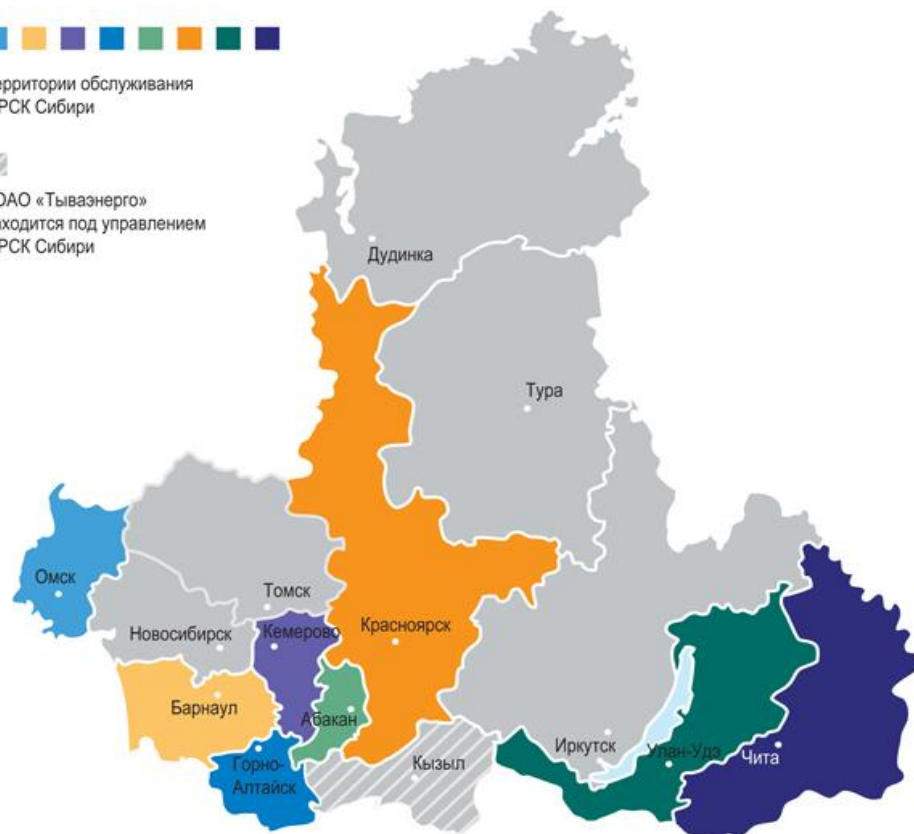 ерритории обслуживания
РСК Сибири
ОАО «Тываэнерго»
аходится под управлением
РСК Сибири
Дудинка
Тура
Омск
Томск
Новосибирск
Кемерово
Красноярск
Барнаул
Абакан
Горно-
Алтайск
Кызыл
Иркутск
Улан-Удэ
Чита